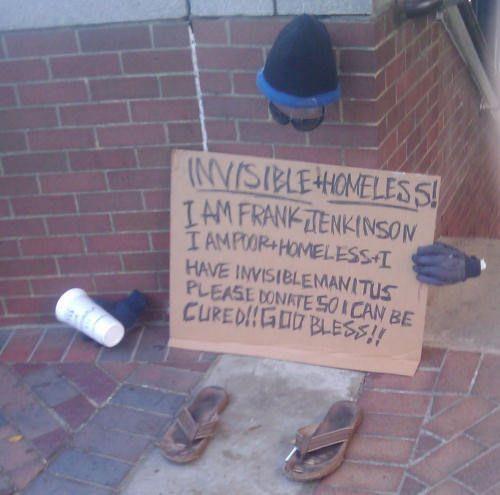 INVISIBLE+HOMELESS!
I AM FRANK JENKINSON
I AM POOR+HOMELESS+I
HAVE INVISIBLEMANITUS
PLEASE DONATE SO I CAN BE
CURED!! GOD BLESS!!